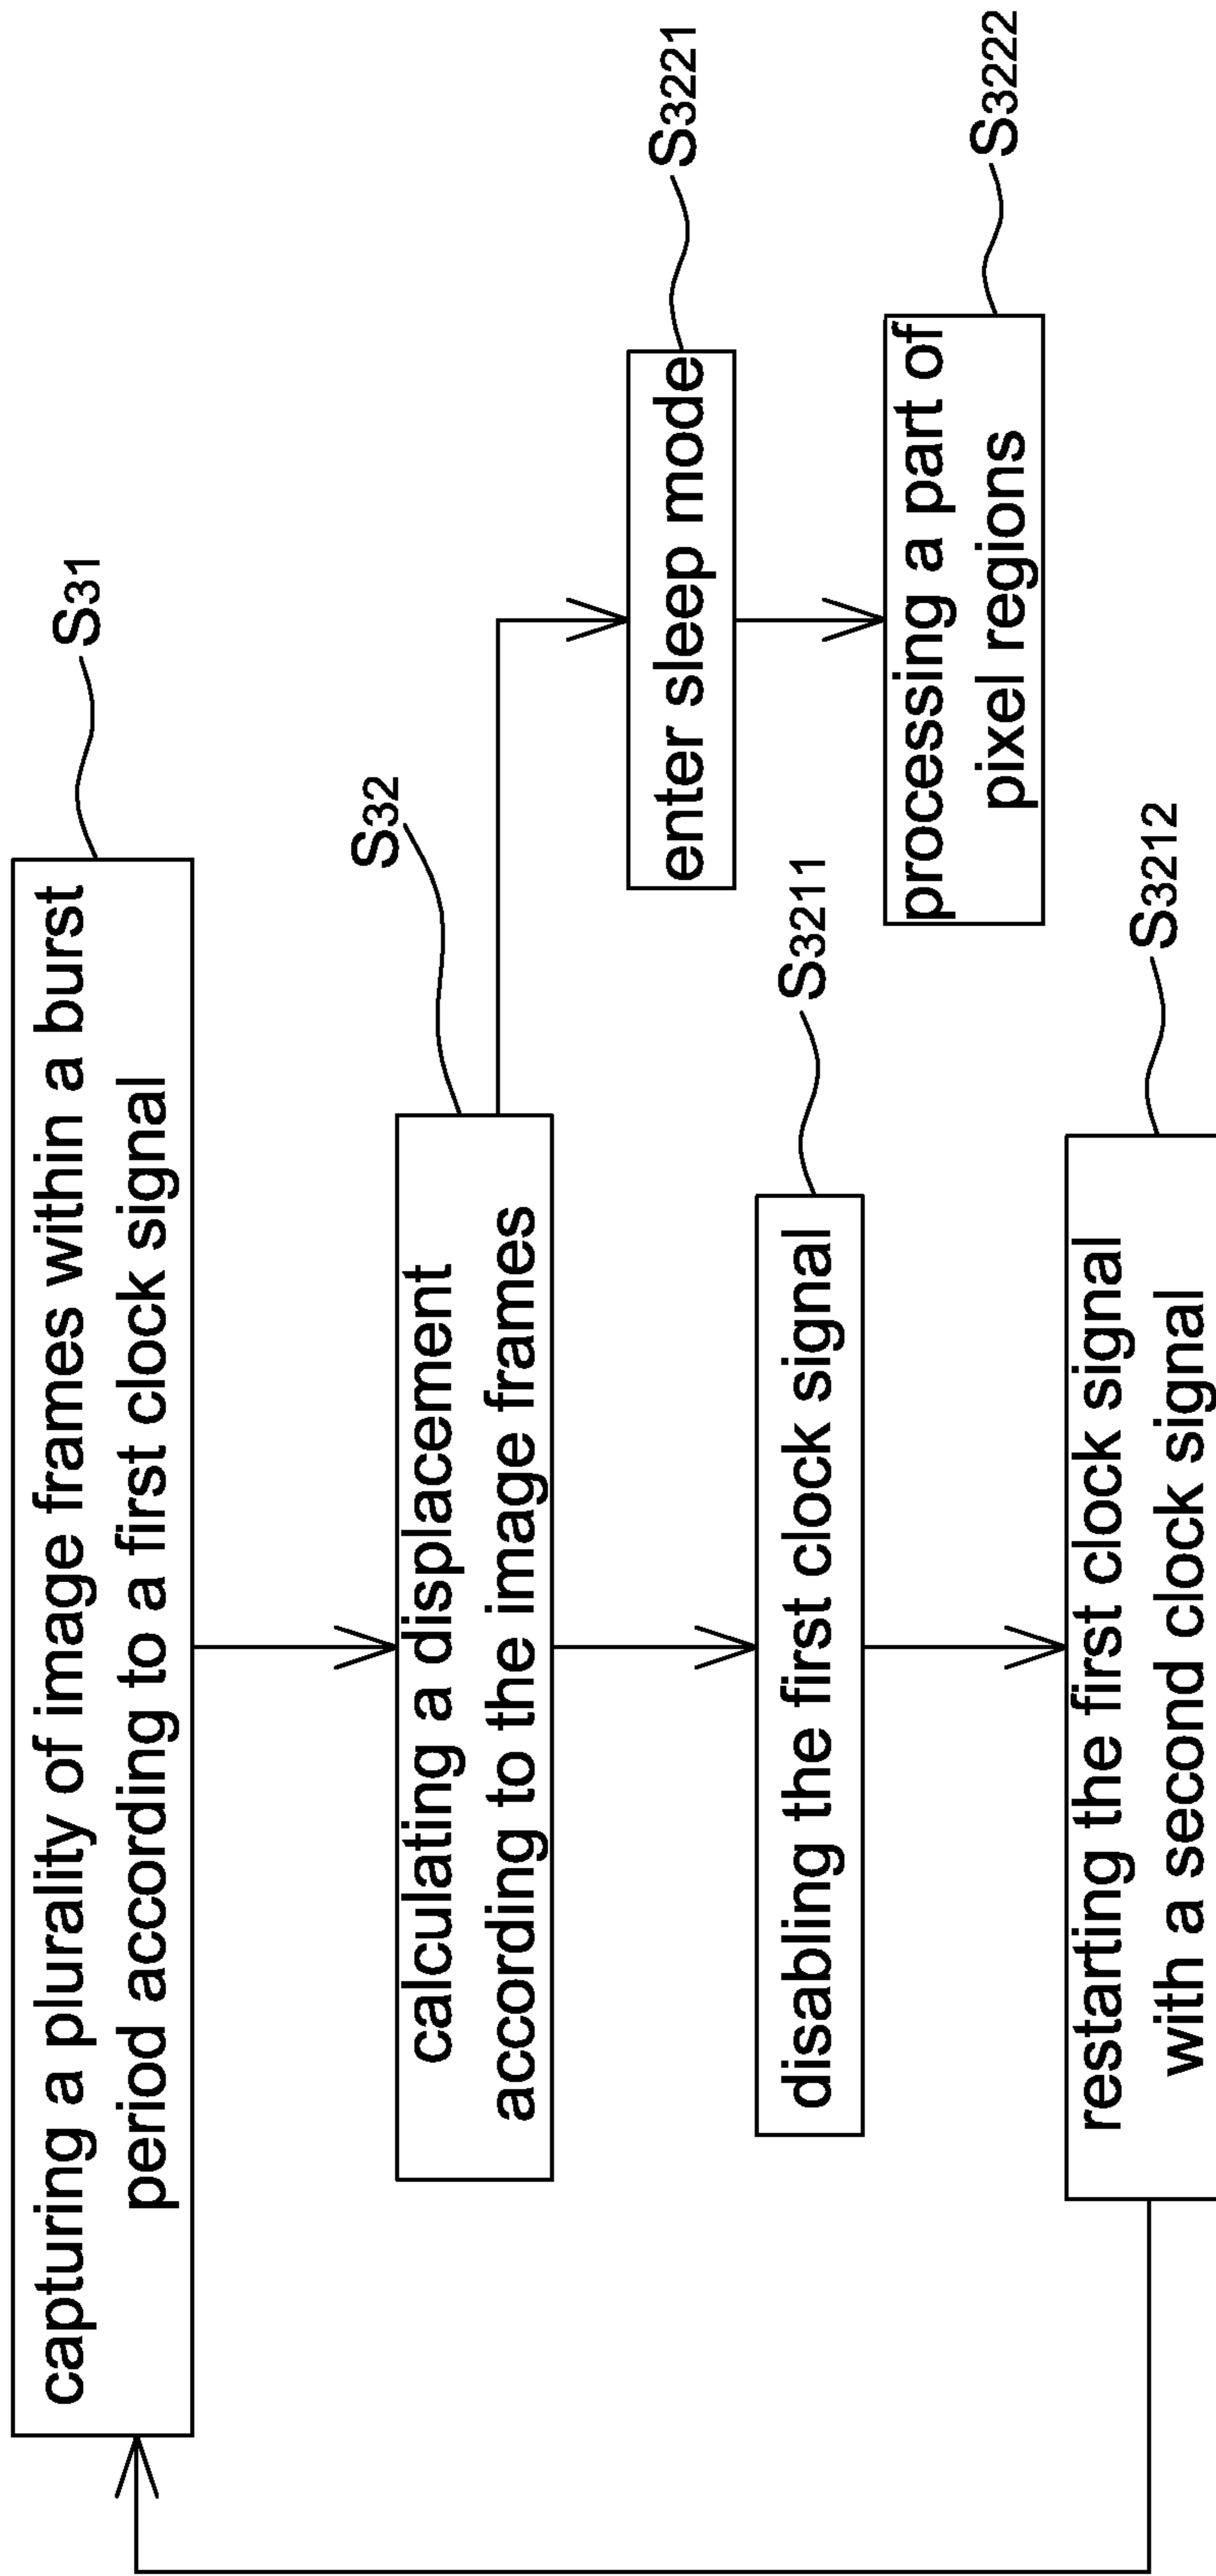 capturing a plurality of image frames within a burst
period according to a first clock signal
S31
calculating a displacement
according to the image frames
S32
enter sleep mode
S3221
disabling the first clock signal
S3211
processing a part of
pixel regions
S3222
restarting the first clock signal
with a second clock signal
S3212